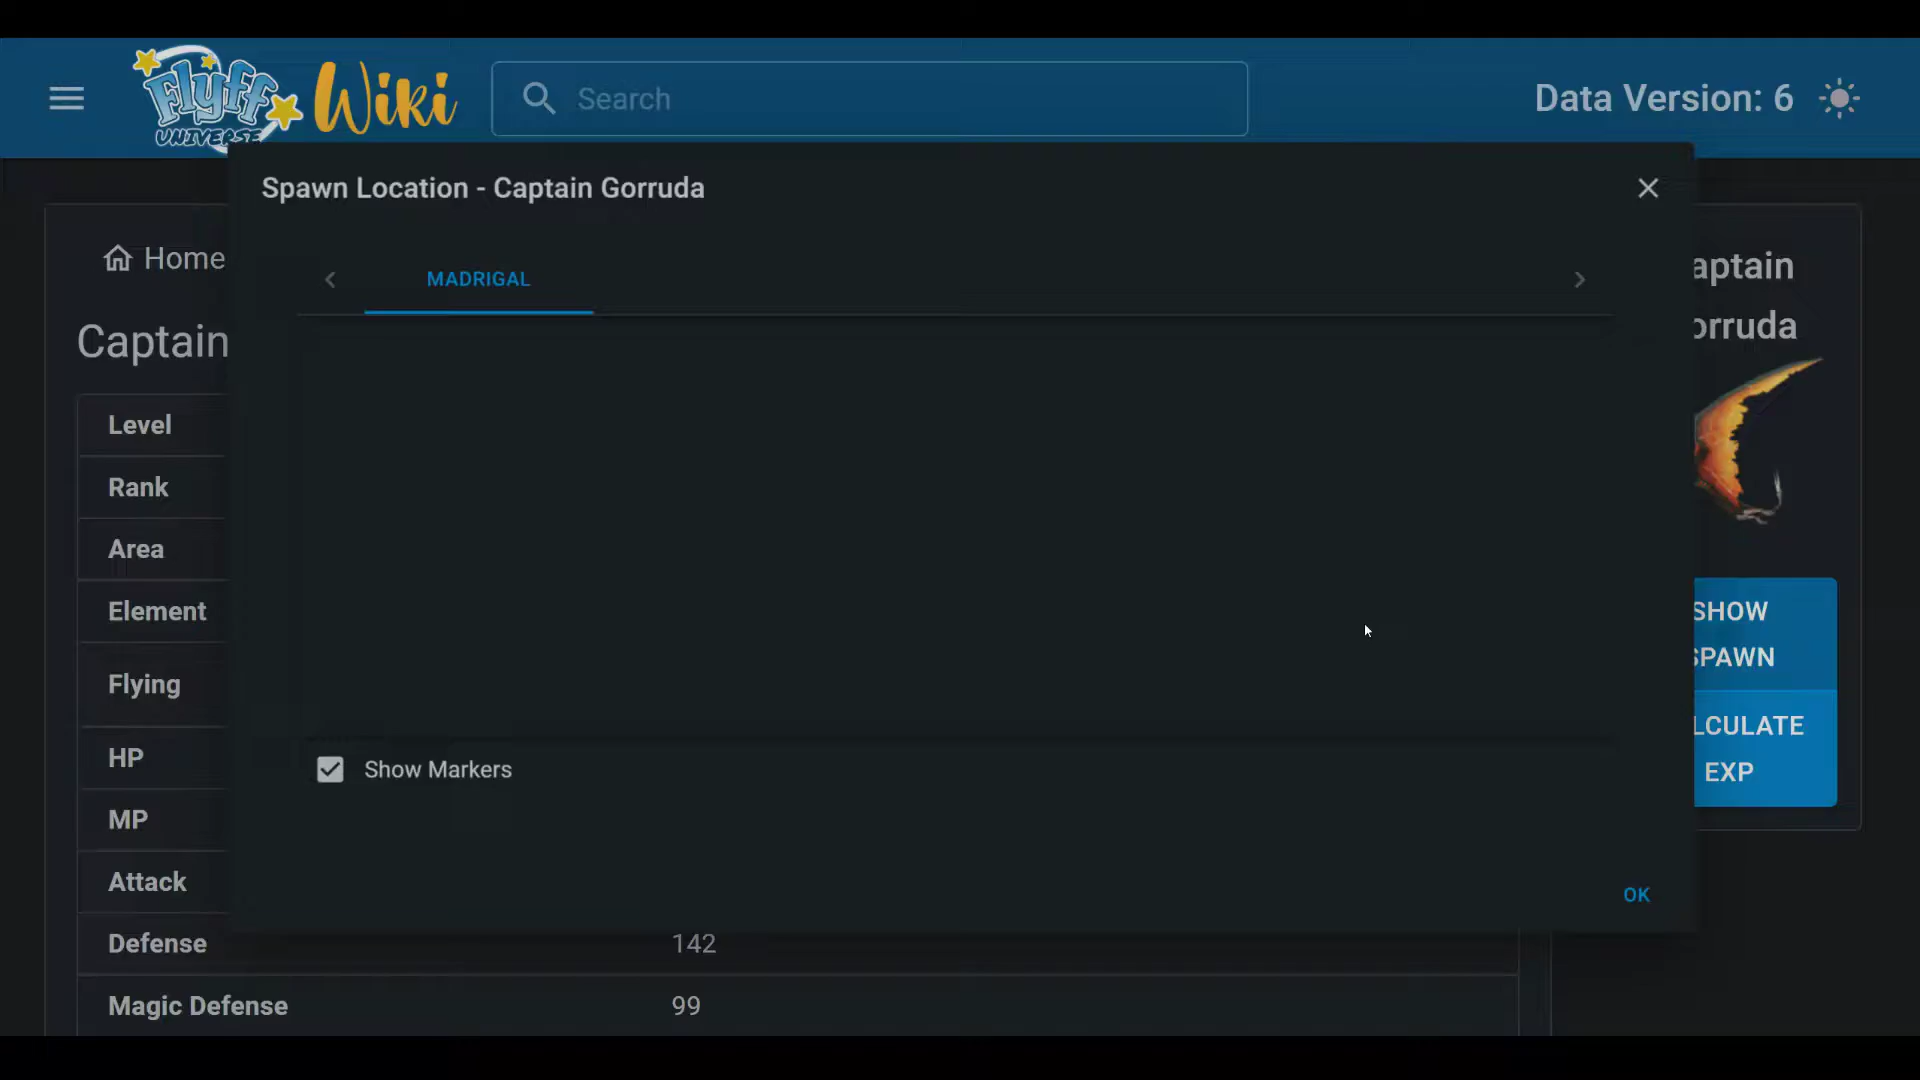 Flyff
UNIVERSE
Wiki
Search
Data Version: 6
Spawn Location - Captain Gorruda
Home
MADRIGAL
aptain
orruda
Captain
Level
Rank
Area
Element
Flying
HP
MP
Attack
Defense 142
Magic Defense 99
SHOW
SPAWN
LCULATE
EXP
Show Markers
OK